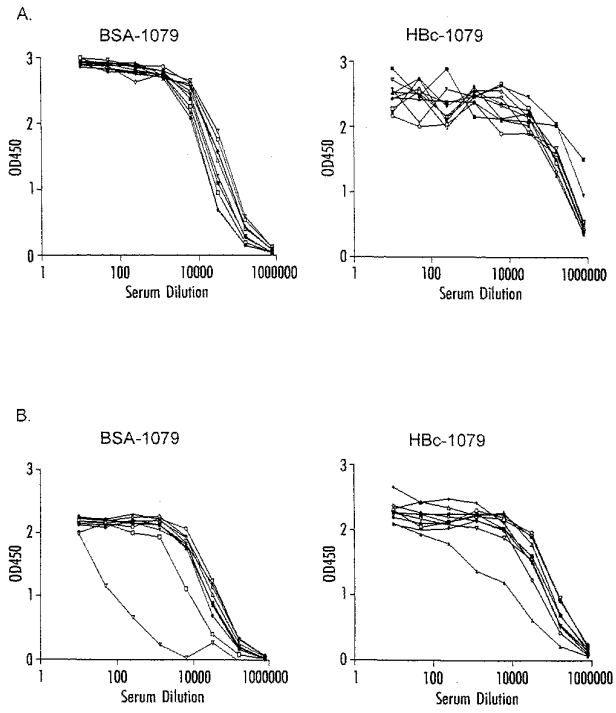 A.
BSA-1079
HBc-1079
3
2
1
0
OD450
1
100
10000
1000000
Serum Dilution
3
2
1
0
OD450
1
100
10000
1000000
Serum Dilution
B.
BSA-1079
HBc-1079
3
2
1
0
OD450
1
100
10000
1000000
Serum Dilution
3
2
1
0
OD450
1
100
10000
1000000
Serum Dilution